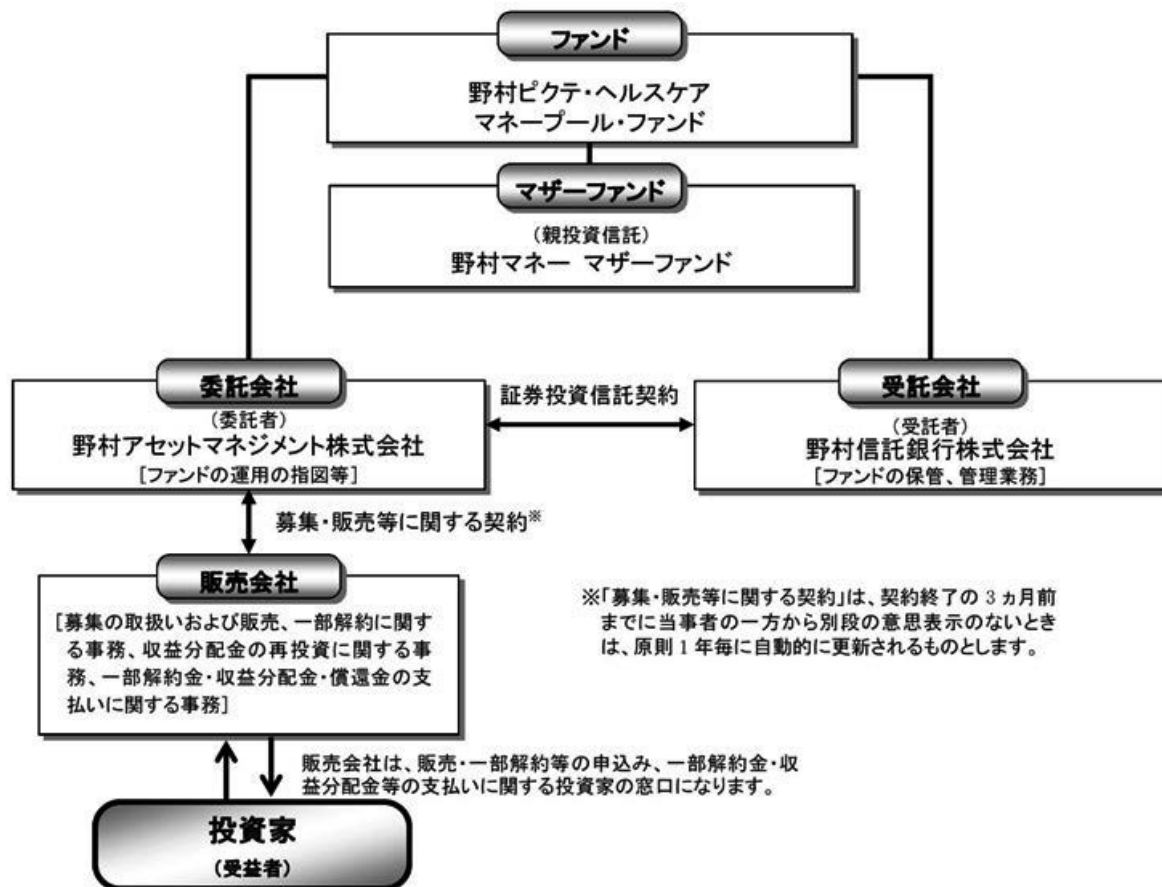 ファンド
野村ピクテ・ヘルスケア
マネープール・ファンド
マザーファンド
(親投資信託)
野村マネー マザーファンド
委託会社
(委託者)
野村アセットマネジメント株式会社
[ファンドの運用の指図等]
証券投資信託契約
受託会社
(受託者)
野村信託銀行株式会社
[ファンドの保管、管理業務]
募集・販売等に関する契約※
販売会社
[募集の取扱いおよび販売、一部解約に関す
る事務、収益分配金の再投資に関する事
務、一部解約金・収益分配金・償還金の支
払いに関する事務]
※「募集・販売等に関する契約」は、契約終了の 3 ヵ月前
までに当事者の一方から別段の意思表示のないとき
は、原則 1 年毎に自動的に更新されるものとします。
販売会社は、販売・一部解約等の申込み、一部解約金・収
益分配金等の支払いに関する投資家の窓口になります。
投資家
(受益者)